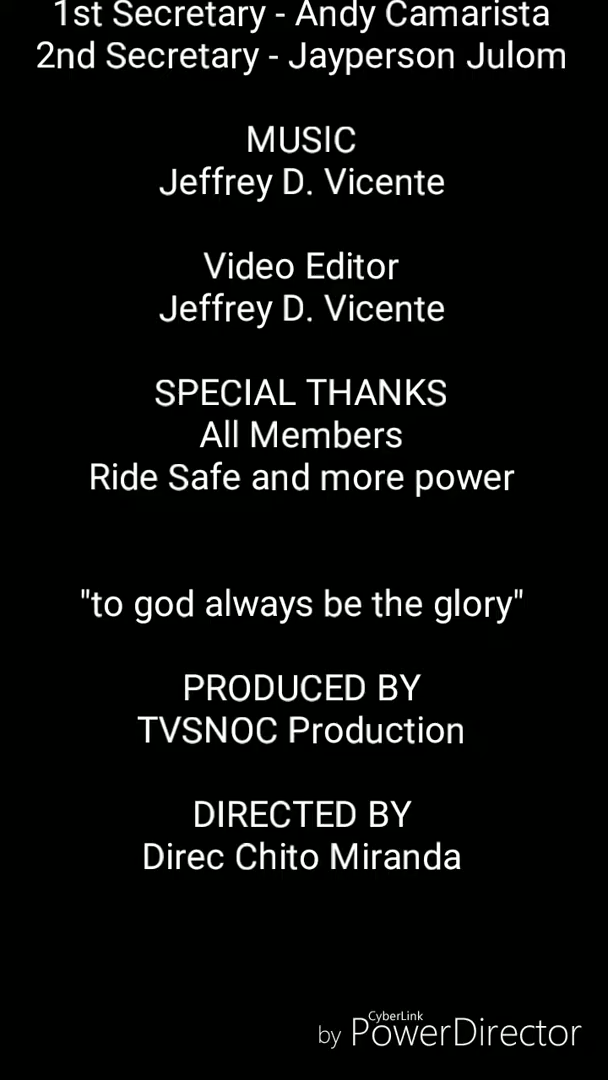 1st Secretary - Andy Camarista
2nd Secretary - Jayperson Julom
MUSIC
Jeffrey D. Vicente
Video Editor
Jeffrey D. Vicente
SPECIAL THANKS
All Members
Ride Safe and more power
"to god always be the glory"
PRODUCED BY
TVSNOC Production
DIRECTED BY
Direc Chito Miranda
CyberLink
by PowerDirector